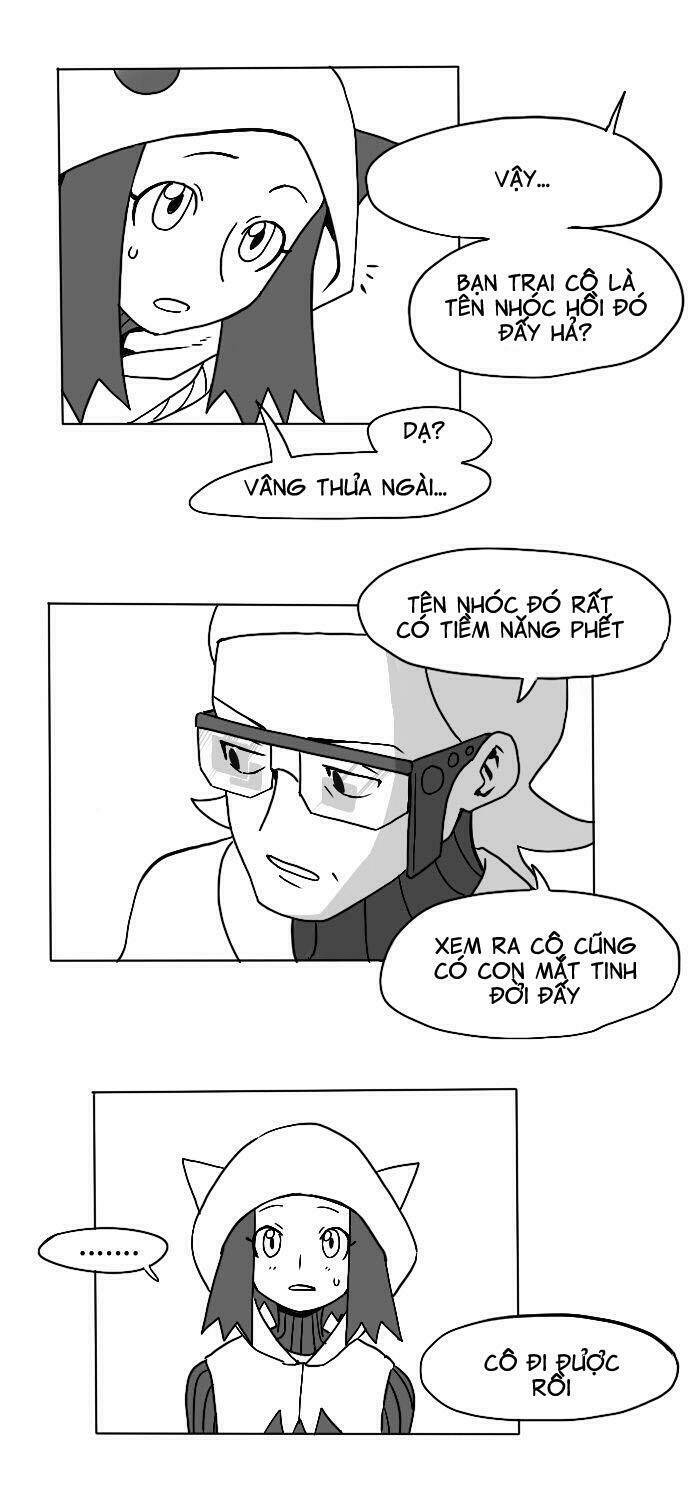 VẬY...
BẠN TRAI CÔ LÀ
TÊN NHÓC HỒI ĐÓ
ĐẤY HẢ?
DẠ?
VÂNG THƯA NGÀI...
TÊN NHÓC ĐÓ RẤT
CÓ TIỀM NĂNG PHẾT
XEM RA CÔ CŨNG
CÓ CON MẮT TINH
ĐỜI ĐẤY
.......
CÔ ĐI ĐƯỢC
RỒI